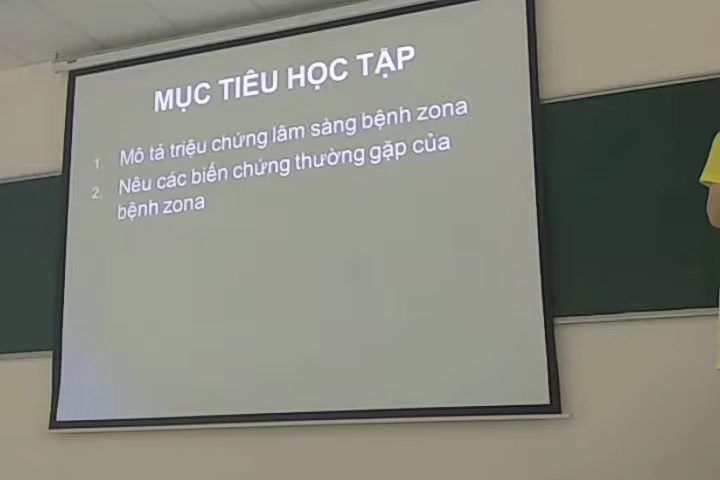 MỤC TIÊU HỌC TẬP
1. Mô tả triệu chứng lâm sàng bệnh zona
2. Nêu các biến chứng thường gặp của
bệnh zona